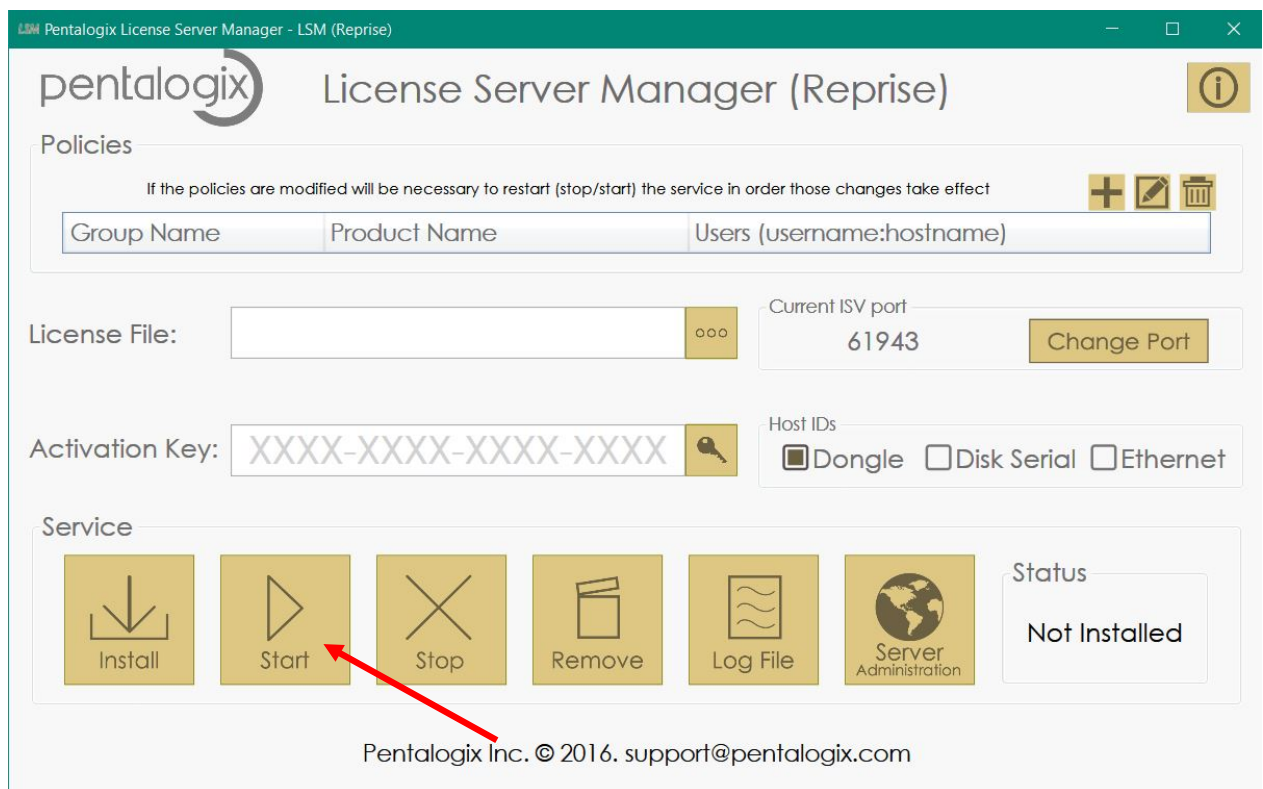 LSM Pentalogix License Server Manager - LSM (Reprise)
pentalogix License Server Manager (Reprise)
Policies
If the policies are modified will be necessary to restart (stop/start) the service in order those changes take effect
Group Name Product Name Users (username:hostname)
License File:
Current ISV port
61943 Change Port
Activation Key: XXXX-XXXX-XXXX-XXXX
Host IDs
Dongle Disk Serial Ethernet
Service
Install Start Stop Remove Log File Server Administration
Status
Not Installed
Pentalogix Inc. © 2016. support@pentalogix.com